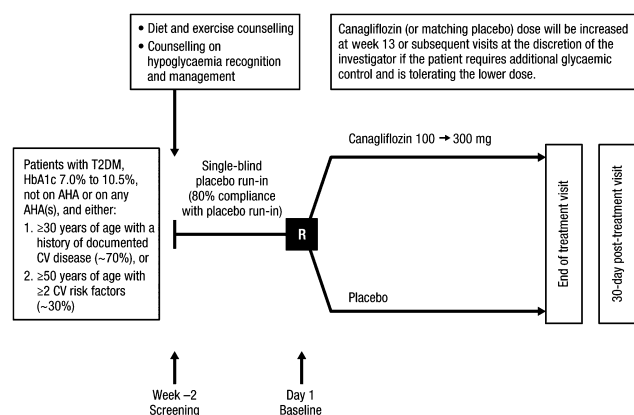 • Diet and exercise counselling
• Counselling on
hypoglycaemia recognition
and management
Canagliflozin (or matching placebo) dose will be increased
at week 13 or subsequent visits at the discretion of the
investigator if the patient requires additional glycaemic
control and is tolerating the lower dose.
Patients with T2DM,
HbA1c 7.0% to 10.5%,
not on AHA or on any
AHA(s), and either:
1. ≥30 years of age with a
history of documented
CV disease (~70%), or
2. ≥50 years of age with
≥2 CV risk factors
(~30%)
Single-blind
placebo run-in
(80% compliance
with placebo run-in)
R
Canagliflozin 100 → 300 mg
Placebo
End of treatment visit
30-day post-treatment visit
Week –2
Screening
Day 1
Baseline